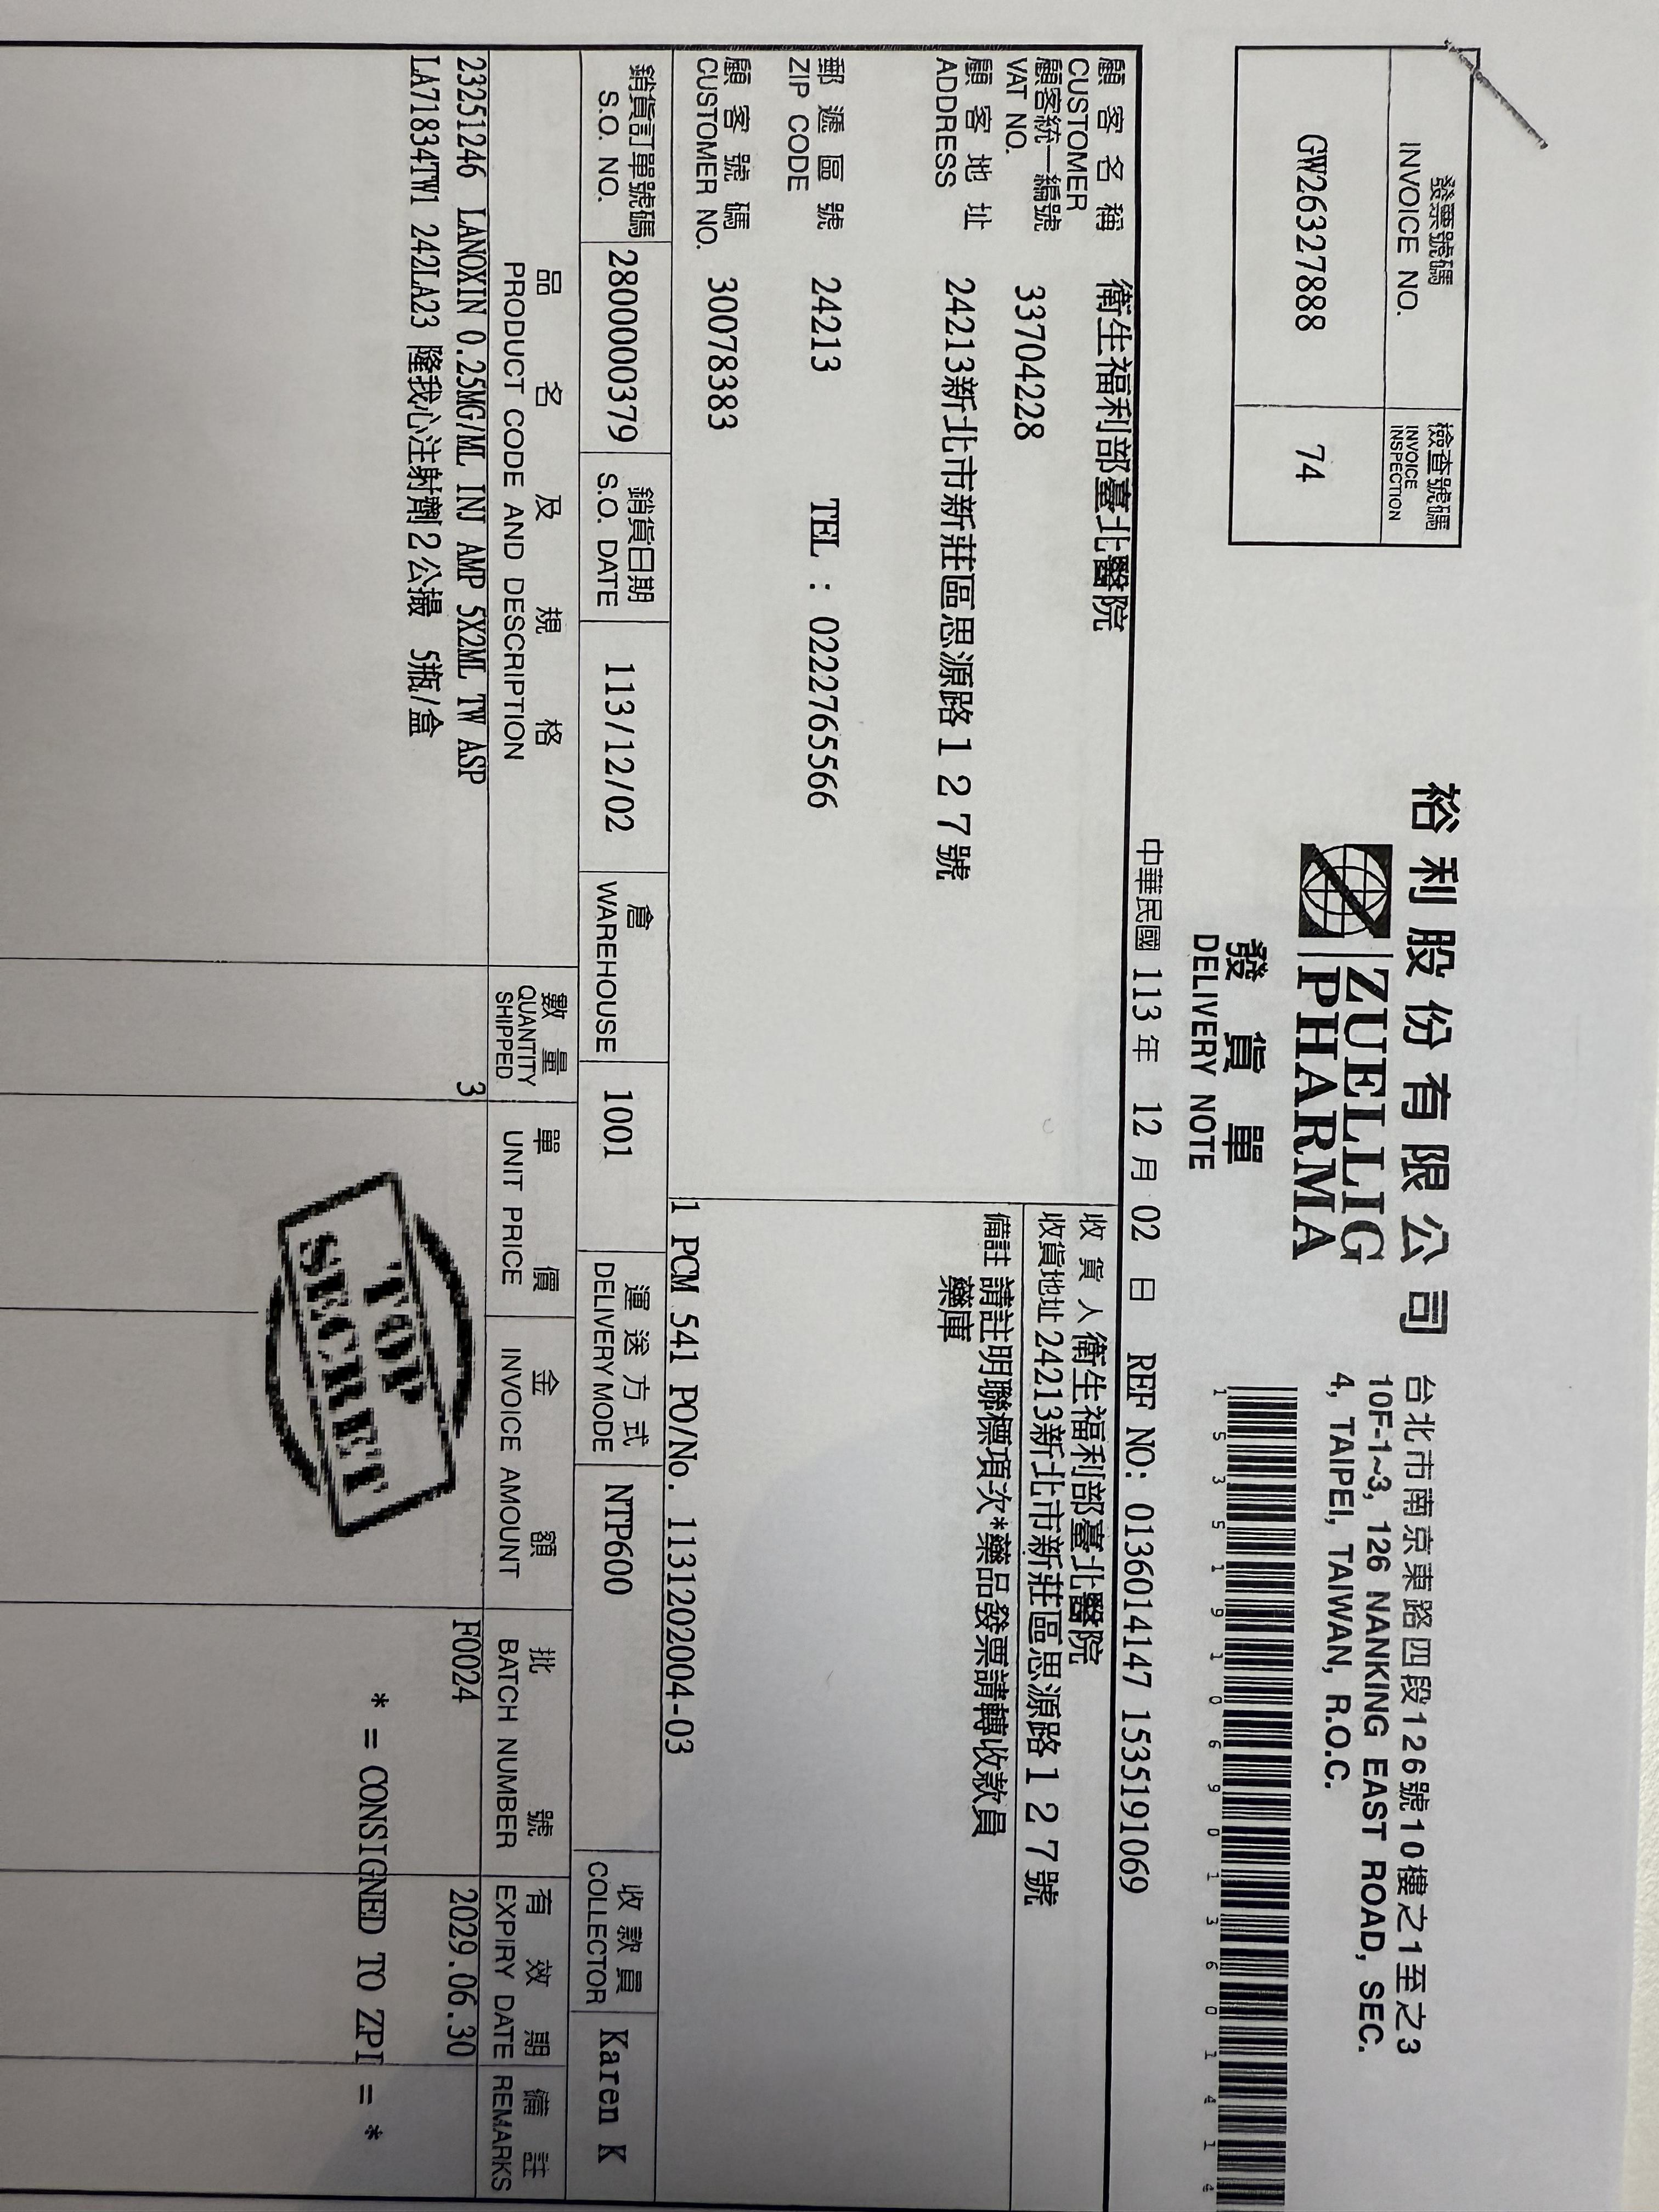 裕利股份有限公司
ZUELLIG
PHARMA
台北市南京東路四段126號10樓之1至之3
10F-1~3, 126 NANKING EAST ROAD, SEC.
4, TAIPEI, TAIWAN, R.O.C.
發票號碼 檢查號碼
INVOICE NO. INVOICE INSPECTION
GW26327888 74
發貨單
DELIVERY NOTE
1 5 3 5 1 9 1 0 6 9 0 1 3 6 0 1 4 1 4
中華民國 113 年 12 月 02 日 REF NO: 013601414​7 1535191069
顧客名稱 衛生福利部臺北醫院
CUSTOMER
顧客統一編號 33704228
VAT NO.
顧客地址 24213新北市新莊區思源路127號
ADDRESS
郵遞區號 24213 TEL : 0222765566
ZIP CODE
顧客號碼 30078383
CUSTOMER NO.
收貨人 衛生福利部臺北醫院
收貨地址 24213新北市新莊區思源路127號
備註 請註明聯標項次*藥品發票請轉收款員
藥庫
1 PCM 541 PO/No. 1131202004-03
銷貨訂單號碼 2800000379 銷貨日期 113/12/02 倉 1001 運送方式 NTP600 收款員 Karen K
S.O. NO. S.O. DATE WAREHOUSE DELIVERY MODE COLLECTOR
品名及規格 數量 單價 金額 批號 有效期 備註
PRODUCT CODE AND DESCRIPTION QUANTITY SHIPPED UNIT PRICE INVOICE AMOUNT BATCH NUMBER EXPIRY DATE REMARKS
23251246 LANOXIN 0.25MG/ML INJ AMP 5X2ML TW ASP 3 F0024 2029.06.30
LA71834TW1 242LA23 隆我心注射劑2公撮 5瓶/盒
* = CONSIGNED TO ZPI = *
TOP
SECRET